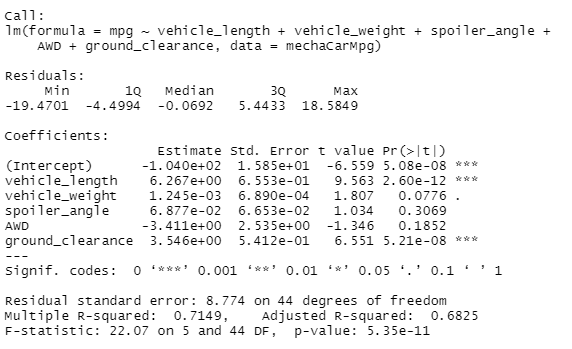 Call:
lm(formula = mpg ~ vehicle_length + vehicle_weight + spoiler_angle +
    AWD + ground_clearance, data = mechaCarMpg)
Residuals:
     Min       1Q   Median       3Q      Max
-19.4701  -4.4994  -0.0692   5.4433  18.5849
Coefficients:
                   Estimate Std. Error t value Pr(>|t|)
(Intercept)      -1.040e+02  1.585e+01  -6.559 5.08e-08 ***
vehicle_length    6.267e+00  6.553e-01   9.563 2.60e-12 ***
vehicle_weight    1.245e-03  6.890e-04   1.807   0.0776 .
spoiler_angle     6.877e-02  6.653e-02   1.034   0.3069
AWD              -3.411e+00  2.535e+00  -1.346   0.1852
ground_clearance  3.546e+00  5.412e-01   6.551 5.21e-08 ***
---
Signif. codes:  0 ‘***’ 0.001 ‘**’ 0.01 ‘*’ 0.05 ‘.’ 0.1 ‘ ’ 1
Residual standard error: 8.774 on 44 degrees of freedom
Multiple R-squared:  0.7149,	Adjusted R-squared:  0.6825
F-statistic: 22.07 on 5 and 44 DF,  p-value: 5.35e-11